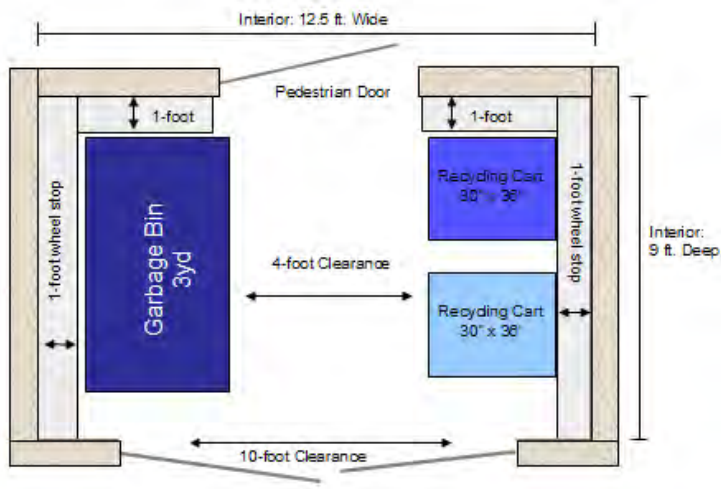 Interior: 12.5 ft. Wide
Pedestrian Door
1-foot
1-foot
1-foot wheel stop
Garbage Bin
3yd
4-foot Clearance
Recycling Cart
30" x 36"
Recycling Cart
30" x 36"
1-foot wheel stop
Interior:
9 ft. Deep
10-foot Clearance